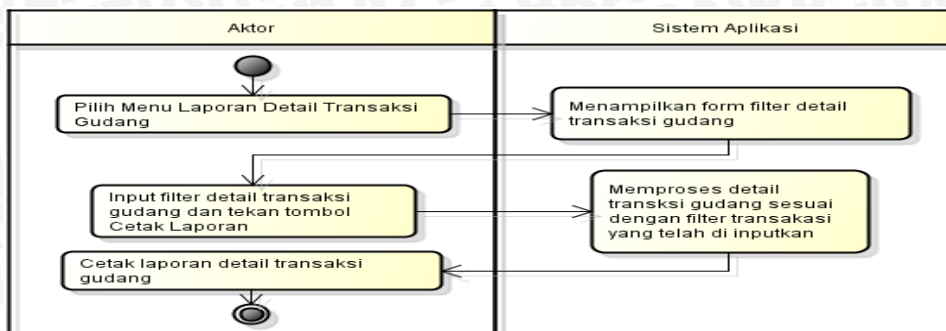 Aktor
Sistem Aplikasi
Pilih Menu Laporan Detail Transaksi
Gudang
Menampilkan form filter detail
transaksi gudang
Input filter detail transaksi
gudang dan tekan tombol
Cetak Laporan
Memproses detail
transksi gudang sesuai
dengan filter transakasi
yang telah di inputkan
Cetak laporan detail transaksi
gudang